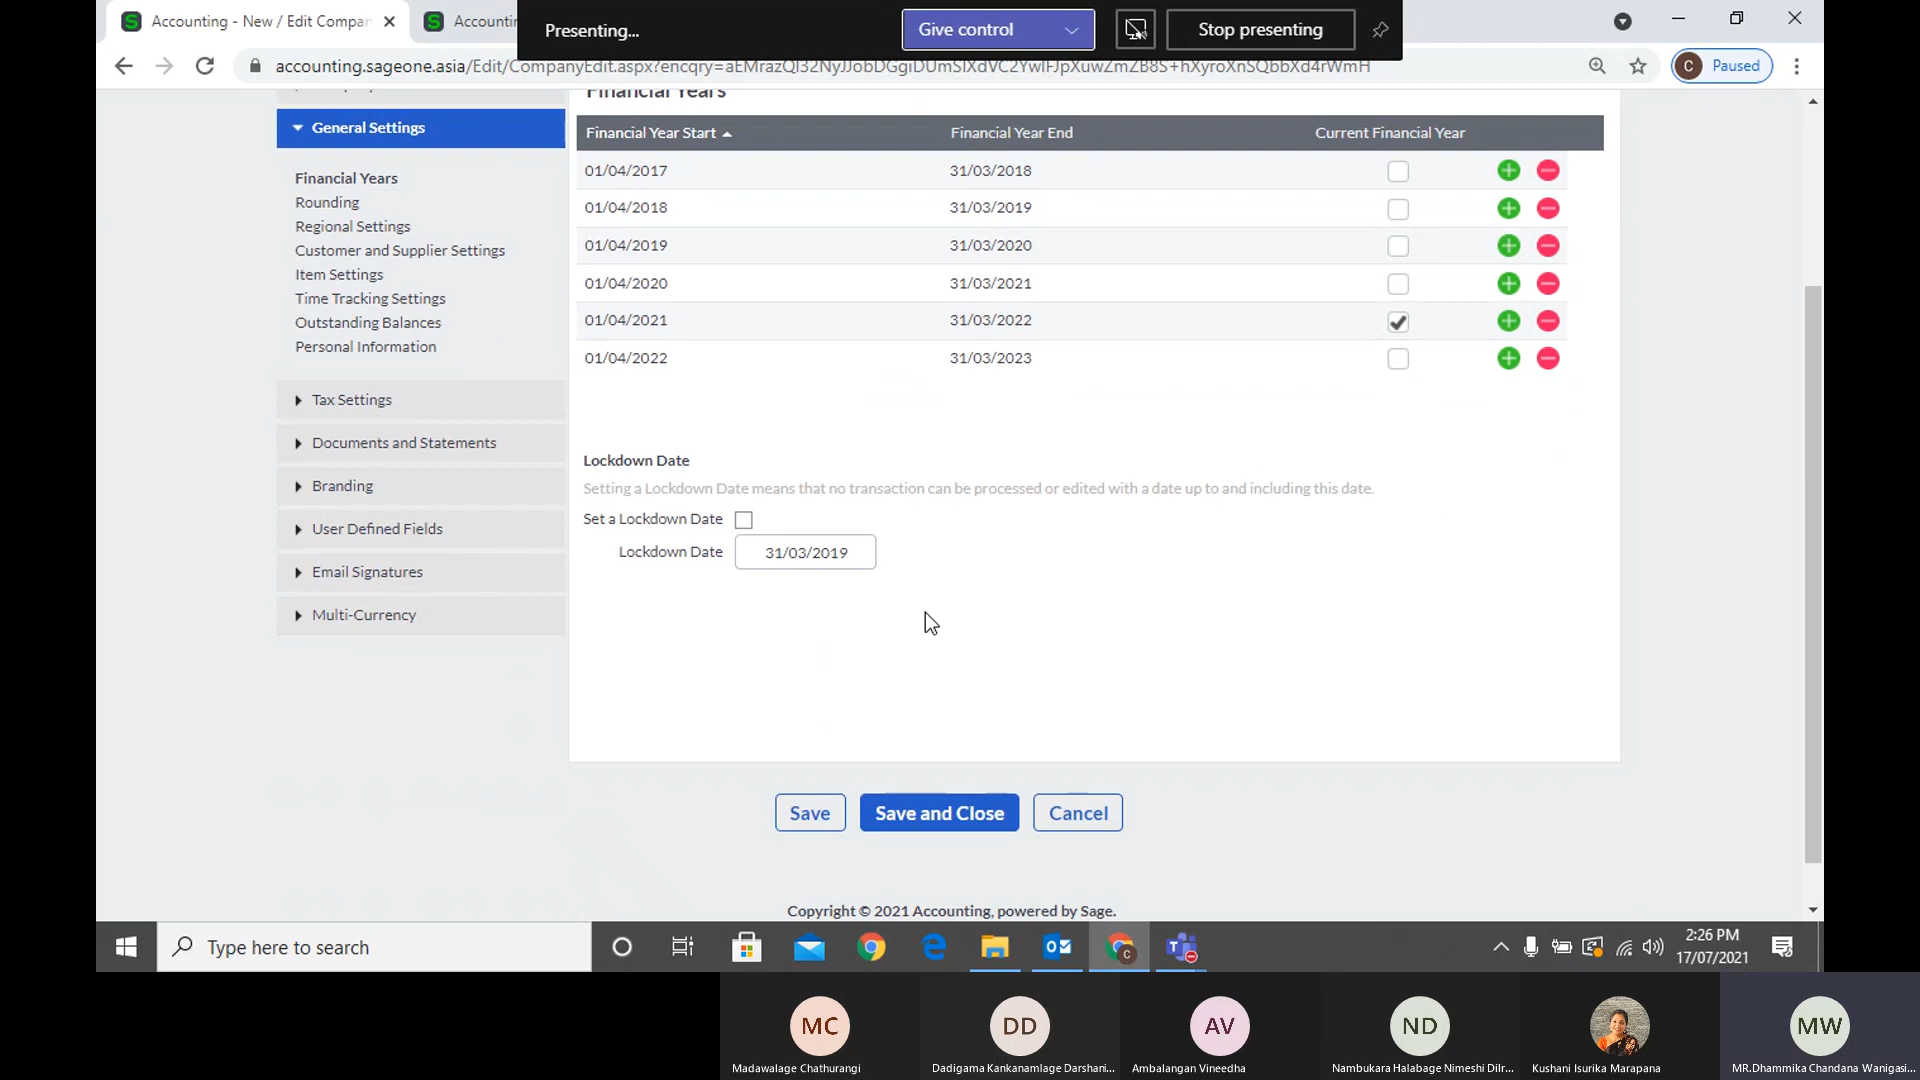 Accounting - New / Edit Compan
Accountin
Presenting...
Give control
Stop presenting
accounting.sageone.asia/Edit/CompanyEdit.aspx?encqry=
Paused
General Settings
Financial Years
Rounding
Regional Settings
Customer and Supplier Settings
Item Settings
Time Tracking Settings
Outstanding Balances
Personal Information
Tax Settings
Documents and Statements
Branding
User Defined Fields
Email Signatures
Multi-Currency
Financial Years
Financial Year Start Financial Year End Current Financial Year
01/04/2017 31/03/2018
01/04/2018 31/03/2019
01/04/2019 31/03/2020
01/04/2020 31/03/2021
01/04/2021 31/03/2022
01/04/2022 31/03/2023
Lockdown Date
Setting a Lockdown Date means that no transaction can be processed or edited with a date up to and including this date.
Set a Lockdown Date
Lockdown Date 31/03/2019
Save Save and Close Cancel
Copyright © 2021 Accounting, powered by Sage.
Type here to search
2:26 PM
17/07/2021
MC DD AV ND MW
Madawalage Chathurangi Dadigama Kankanamlage Darshani... Ambalangan Vineedha Nambukara Halabage Nimeshi Dilr... Kushani Isurika Marapana MR.Dhammika Chandana Wanigasi...